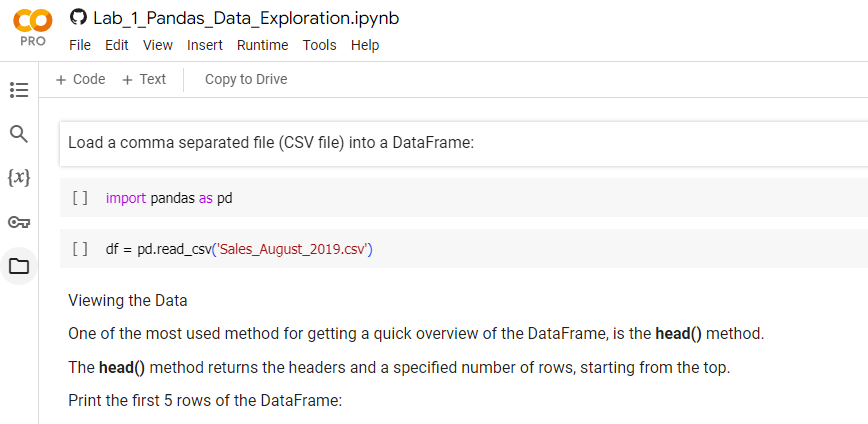 CO
PRO
Lab_1_Pandas_Data_Exploration.ipynb
File Edit View Insert Runtime Tools Help
+ Code + Text Copy to Drive
Load a comma separated file (CSV file) into a DataFrame:
{x}
[ ] import pandas as pd
[ ] df = pd.read_csv('Sales_August_2019.csv')
Viewing the Data
One of the most used method for getting a quick overview of the DataFrame, is the head() method.
The head() method returns the headers and a specified number of rows, starting from the top.
Print the first 5 rows of the DataFrame: